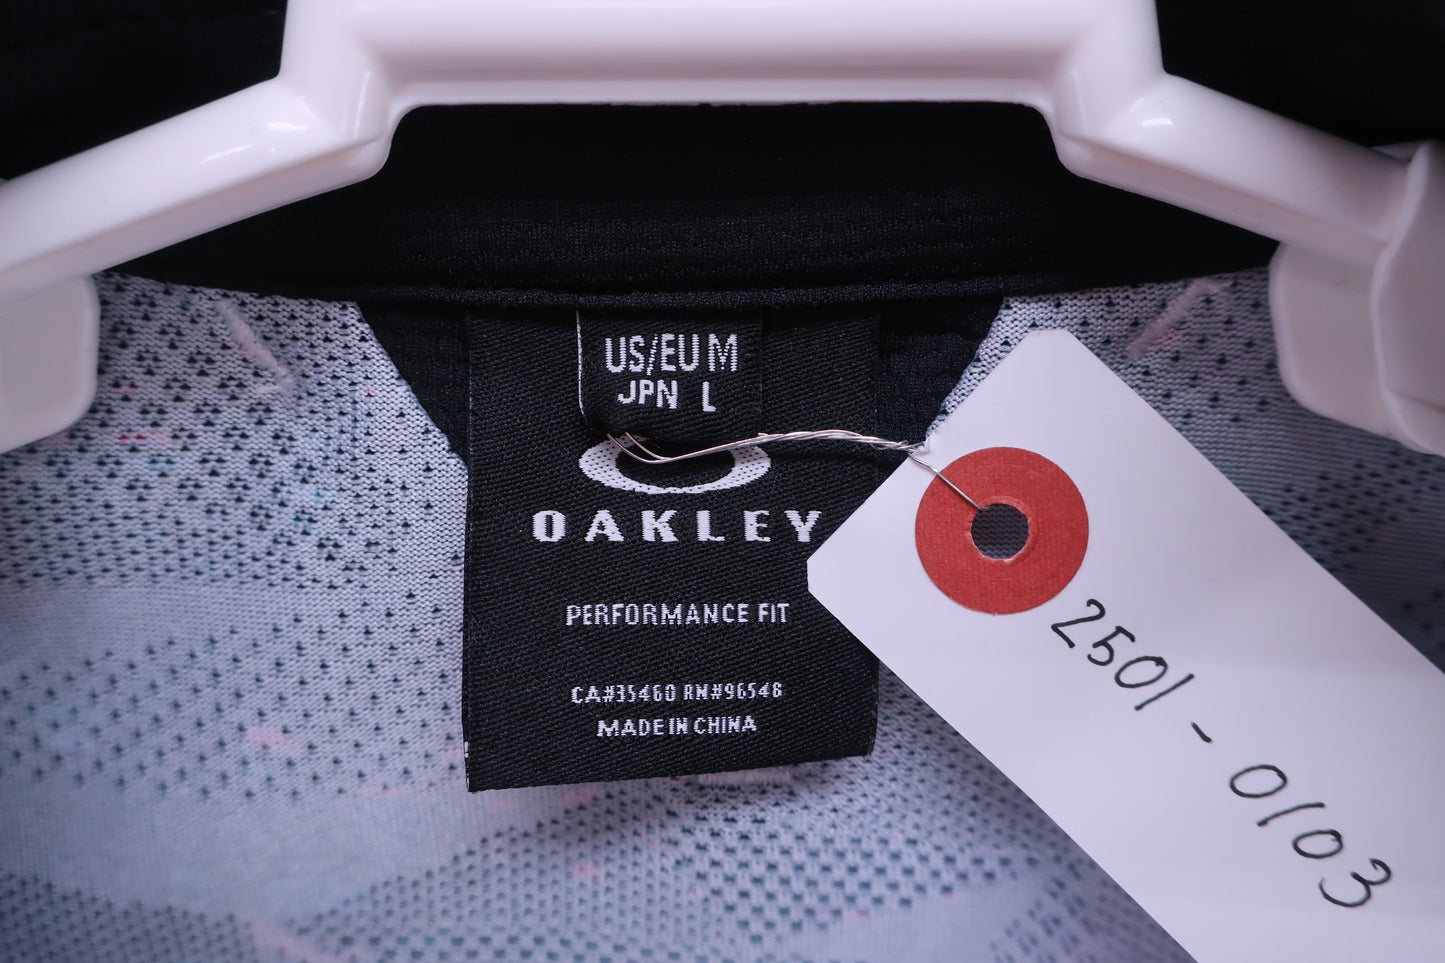 US/EU M
JPN L
OAKLEY
PERFORMANCE FIT
CA#35460 RN#96548
MADE IN CHINA
2501-0103